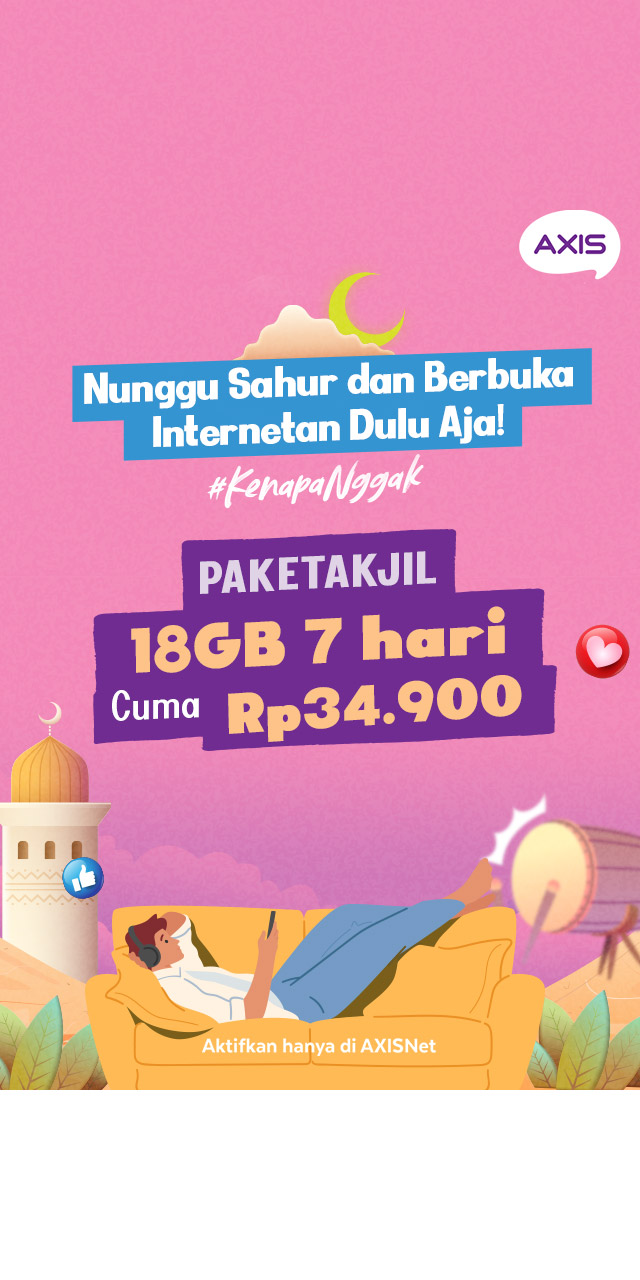 AXIS
Nunggu Sahur dan Berbuka
Internetan Dulu Aja!
#KenapaNggak
PAKETAKJIL
18GB 7 hari
Cuma Rp34.900
Aktifkan hanya di AXISNet